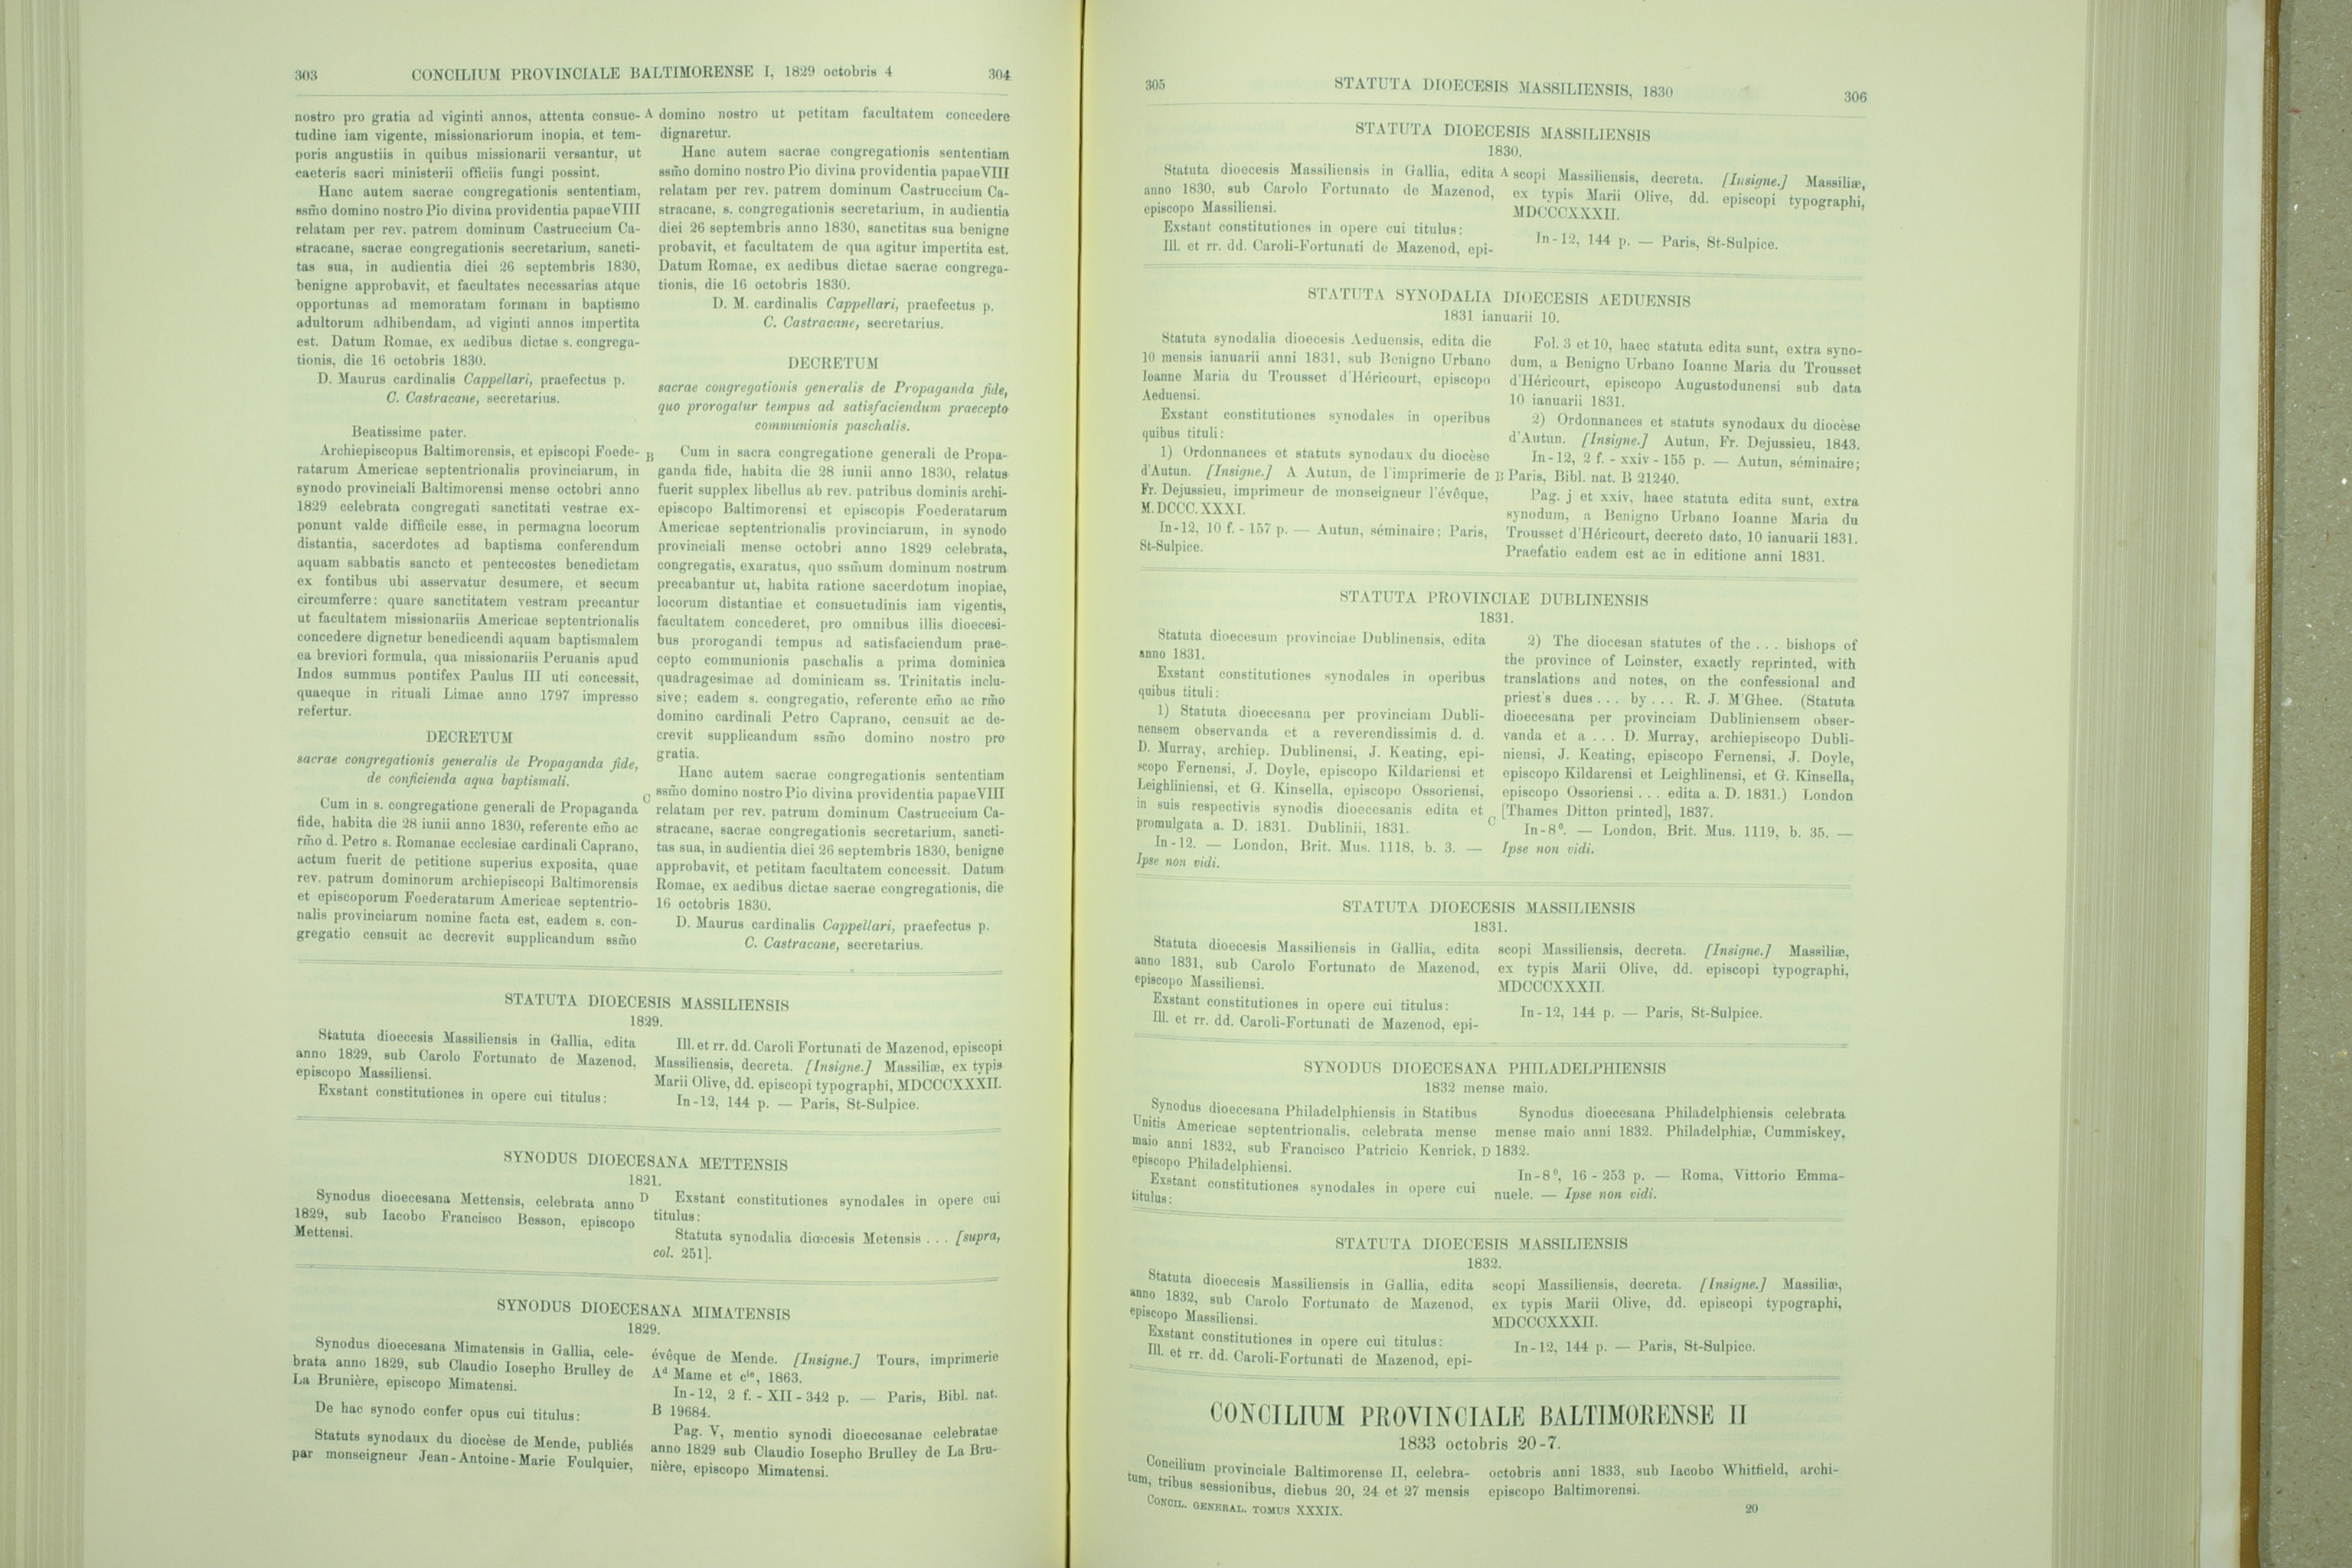 303
CONCILIUM PROVINCIALE BALTIMORENSE I, 1829 octobris 4
304
nostro pro gratia ad viginti annos, attenta consue-
tudine iam vigente, missionariorum inopia, et tem-
poris angustiis in quibus missionarii versantur, ut
caeteris sacri ministerii officiis fungi possint.
Hanc autem sacrae congregationis sententiam,
ssm̃o domino nostro Pio divina providentia papae VIII
relatam per rev. patrem dominum Castruccium Ca-
stracane, sacrae congregationis secretarium, sancti-
tas sua, in audientia diei 26 septembris 1830,
benigne approbavit, et facultates necessarias atque
opportunas ad memoratam formam in baptismo
adultorum adhibendam, ad viginti annos impertita
est. Datum Romae, ex aedibus dictae s. congrega-
tionis, die 16 octobris 1830.
D. Maurus cardinalis Cappellari, praefectus p.
C. Castracane, secretarius.
Beatissime pater.
Archiepiscopus Baltimorensis, et episcopi Foede-
ratarum Americae septentrionalis provinciarum, in
synodo provinciali Baltimorensi mense octobri anno
1829 celebrata congregati sanctitati vestrae ex-
ponunt valde difficile esse, in permagna locorum
distantia, sacerdotes ad baptisma conferendum
aquam sabbatis sancto et pentecostes benedictam
ex fontibus ubi asservatur desumere, et secum
circumferre: quare sanctitatem vestram precantur
ut facultatem missionariis Americae septentrionalis
concedere dignetur benedicendi aquam baptismalem
ea breviori formula, qua missionariis Peruanis apud
Indos summus pontifex Paulus III uti concessit,
quaeque in rituali Limae anno 1797 impresso
refertur.
DECRETUM
sacrae congregationis generalis de Propaganda fide,
de conficienda aqua baptismali.
Cum in s. congregatione generali de Propaganda
fide, habita die 28 iunii anno 1830, referente em̃o ac
rm̃o d. Petro s. Romanae ecclesiae cardinali Caprano,
actum fuerit de petitione superius exposita, quae
rev. patrum dominorum archiepiscopi Baltimorensis
et episcoporum Foederatarum Americae septentrio-
nalis provinciarum nomine facta est, eadem s. con-
gregatio censuit ac decrevit supplicandum ssm̃o
A
B
C
domino nostro ut petitam facultatem concedere
dignaretur.
Hanc autem sacrae congregationis sententiam
ssm̃o domino nostro Pio divina providentia papae VIII
relatam per rev. patrem dominum Castruccium Ca-
stracane, s. congregationis secretarium, in audientia
diei 26 septembris anno 1830, sanctitas sua benigne
probavit, et facultatem de qua agitur impertita est.
Datum Romae, ex aedibus dictae sacrae congrega-
tionis, die 16 octobris 1830.
D. M. cardinalis Cappellari, praefectus p.
C. Castracane, secretarius.
DECRETUM
sacrae congregationis generalis de Propaganda fide,
quo prorogatur tempus ad satisfaciendum praecepto
communionis paschalis.
Cum in sacra congregatione generali de Propa-
ganda fide, habita die 28 iunii anno 1830, relatus
fuerit supplex libellus ab rev. patribus dominis archi-
episcopo Baltimorensi et episcopis Foederatarum
Americae septentrionalis provinciarum, in synodo
provinciali mense octobri anno 1829 celebrata,
congregatis, exaratus, quo ssm̃um dominum nostrum
precabantur ut, habita ratione sacerdotum inopiae,
locorum distantiae et consuetudinis iam vigentis,
facultatem concederet, pro omnibus illis dioecesi-
bus prorogandi tempus ad satisfaciendum prae-
cepto communionis paschalis a prima dominica
quadragesimae ad dominicam ss. Trinitatis inclu-
sive; eadem s. congregatio, referente em̃o ac rm̃o
domino cardinali Petro Caprano, censuit ac de-
crevit supplicandum ssm̃o domino nostro pro
gratia.
Hanc autem sacrae congregationis sententiam
ssm̃o domino nostro Pio divina providentia papae VIII
relatam per rev. patrum dominum Castruccium Ca-
stracane, sacrae congregationis secretarium, sancti-
tas sua, in audientia diei 26 septembris 1830, benigne
approbavit, et petitam facultatem concessit. Datum
Romae, ex aedibus dictae sacrae congregationis, die
16 octobris 1830.
D. Maurus cardinalis Cappellari, praefectus p.
C. Castracane, secretarius.
STATUTA DIOECESIS MASSILIENSIS
1829.
Statuta dioecesis Massiliensis in Gallia, edita
anno 1829, sub Carolo Fortunato de Mazenod,
episcopo Massiliensi.
Exstant constitutiones in opere cui titulus:
Ill. et rr. dd. Caroli Fortunati de Mazenod, episcopi
Massiliensis, decreta. [Insigne.] Massiliæ, ex typis
Marii Olive, dd. episcopi typographi, MDCCCXXXII.
In-12, 144 p. — Paris, St-Sulpice.
SYNODUS DIOECESANA METTENSIS
1821.
Synodus dioecesana Mettensis, celebrata anno
1829, sub Iacobo Francisco Besson, episcopo
Mettensi.
D
Exstant constitutiones synodales in opere cui
titulus:
Statuta synodalia diœcesis Metensis . . . [supra,
col. 251].
SYNODUS DIOECESANA MIMATENSIS
1829.
Synodus dioecesana Mimatensis in Gallia, cele-
brata anno 1829, sub Claudio Iosepho Brulley de
La Brunière, episcopo Mimatensi.
De hac synodo confer opus cui titulus:
Statuts synodaux du diocèse de Mende, publiés
par monseigneur Jean-Antoine-Marie Foulquier,
évêque de Mende. [Insigne.] Tours, imprimerie
Aᵈ Mame et cⁱᵉ, 1863.
In-12, 2 f. - XII - 342 p. — Paris, Bibl. nat.
B 19684.
Pag. V, mentio synodi dioecesanae celebratae
anno 1829 sub Claudio Iosepho Brulley de La Bru-
nière, episcopo Mimatensi.
305
STATUTA DIOECESIS MASSILIENSIS, 1830
306
STATUTA DIOECESIS MASSILIENSIS
1830.
Statuta dioecesis Massiliensis in Gallia, edita
anno 1830, sub Carolo Fortunato de Mazenod,
episcopo Massiliensi.
Exstant constitutiones in opere cui titulus:
Ill. et rr. dd. Caroli-Fortunati de Mazenod, epi-
A
scopi Massiliensis, decreta. [Insigne.] Massiliæ,
ex typis Marii Olive, dd. episcopi typographi,
MDCCCXXXII.
In-12, 144 p. — Paris, St-Sulpice.
STATUTA SYNODALIA DIOECESIS AEDUENSIS
1831 ianuarii 10.
Statuta synodalia dioecesis Aeduensis, edita die
10 mensis ianuarii anni 1831, sub Benigno Urbano
Ioanne Maria du Trousset d'Héricourt, episcopo
Aeduensi.
Exstant constitutiones synodales in operibus
quibus tituli:
1) Ordonnances et statuts synodaux du diocèse
d'Autun. [Insigne.] A Autun, de l'imprimerie de
Fr. Dejussieu, imprimeur de monseigneur l'évêque,
M.DCCC.XXXI.
In-12, 10 f. - 157 p. — Autun, séminaire; Paris,
St-Sulpice.
B
Fol. 3 et 10, haec statuta edita sunt, extra syno-
dum, a Benigno Urbano Ioanne Maria du Trousset
d'Héricourt, episcopo Augustodunensi sub data
10 ianuarii 1831.
2) Ordonnances et statuts synodaux du diocèse
d'Autun. [Insigne.] Autun, Fr. Dejussieu, 1843.
In-12, 2 f. - xxiv - 155 p. — Autun, séminaire;
Paris, Bibl. nat. B 21240.
Pag. j et xxiv, haec statuta edita sunt, extra
synodum, a Benigno Urbano Ioanne Maria du
Trousset d'Héricourt, decreto dato, 10 ianuarii 1831.
Praefatio eadem est ac in editione anni 1831.
STATUTA PROVINCIAE DUBLINENSIS
1831.
Statuta dioecesum provinciae Dublinensis, edita
anno 1831.
Exstant constitutiones synodales in operibus
quibus tituli:
1) Statuta dioecesana per provinciam Dubli-
nensem observanda et a reverendissimis d. d.
D. Murray, archiep. Dublinensi, J. Keating, epi-
scopo Fernensi, J. Doyle, episcopo Kildariensi et
Leighliniensi, et G. Kinsella, episcopo Ossoriensi,
in suis respectivis synodis dioecesanis edita et
promulgata a. D. 1831. Dublinii, 1831.
In-12. — London, Brit. Mus. 1118, b. 3. —
Ipse non vidi.
C
2) The diocesan statutes of the . . . bishops of
the province of Leinster, exactly reprinted, with
translations and notes, on the confessional and
priest's dues . . . by . . . R. J. M'Ghee. (Statuta
dioecesana per provinciam Dubliniensem obser-
vanda et a . . . D. Murray, archiepiscopo Dubli-
niensi, J. Keating, episcopo Fernensi, J. Doyle,
episcopo Kildarensi et Leighlinensi, et G. Kinsella,
episcopo Ossoriensi . . . edita a. D. 1831.) London
[Thames Ditton printed], 1837.
In-8⁰. — London, Brit. Mus. 1119, b. 35. —
Ipse non vidi.
STATUTA DIOECESIS MASSILIENSIS
1831.
Statuta dioecesis Massiliensis in Gallia, edita
anno 1831, sub Carolo Fortunato de Mazenod,
episcopo Massiliensi.
Exstant constitutiones in opere cui titulus:
Ill. et rr. dd. Caroli-Fortunati de Mazenod, epi-
scopi Massiliensis, decreta. [Insigne.] Massiliæ,
ex typis Marii Olive, dd. episcopi typographi,
MDCCCXXXII.
In-12, 144 p. — Paris, St-Sulpice.
SYNODUS DIOECESANA PHILADELPHIENSIS
1832 mense maio.
Synodus dioecesana Philadelphiensis in Statibus
Unitis Americae septentrionalis, celebrata mense
maio anni 1832, sub Francisco Patricio Kenrick,
episcopo Philadelphiensi.
Exstant constitutiones synodales in opere cui
titulus:
D
Synodus dioecesana Philadelphiensis celebrata
mense maio anni 1832. Philadelphiæ, Cummiskey,
1832.
In-8⁰, 16 - 253 p. — Roma, Vittorio Emma-
nuele. — Ipse non vidi.
STATUTA DIOECESIS MASSILIENSIS
1832.
Statuta dioecesis Massiliensis in Gallia, edita
anno 1832, sub Carolo Fortunato de Mazenod,
episcopo Massiliensi.
Exstant constitutiones in opere cui titulus:
Ill. et rr. dd. Caroli-Fortunati de Mazenod, epi-
scopi Massiliensis, decreta. [Insigne.] Massiliæ,
ex typis Marii Olive, dd. episcopi typographi,
MDCCCXXXII.
In-12, 144 p. — Paris, St-Sulpice.
CONCILIUM PROVINCIALE BALTIMORENSE II
1833 octobris 20-7.
Concilium provinciale Baltimorense II, celebra-
tum, tribus sessionibus, diebus 20, 24 et 27 mensis
octobris anni 1833, sub Iacobo Whitfield, archi-
episcopo Baltimorensi.
CONCIL. GENERAL. TOMUS XXXIX.
20